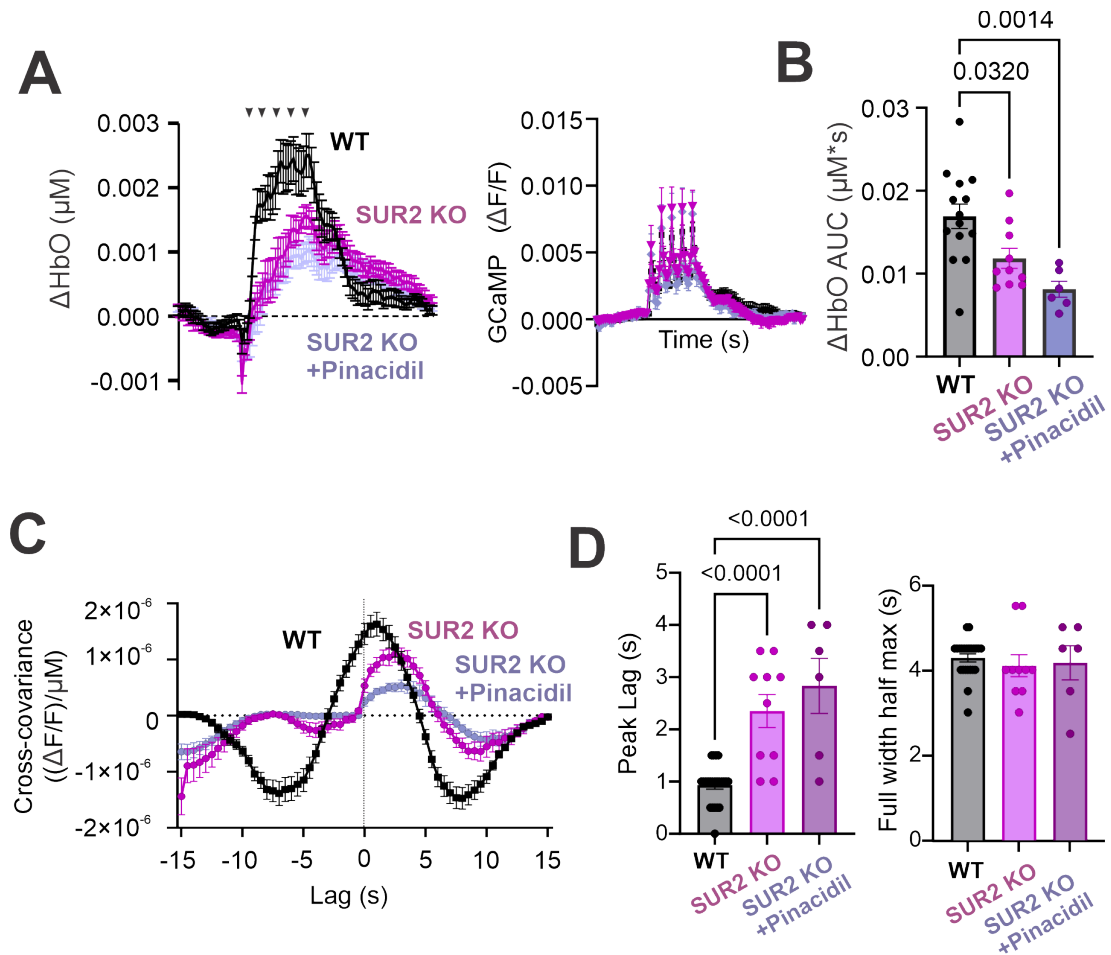 A
ΔHbO (μM)
0.003
0.002
0.001
0.000
-0.001
WT
SUR2 KO
SUR2 KO
+Pinacidil
GCaMP (ΔF/F)
0.015
0.010
0.005
0.000
-0.005
Time (s)
B
0.0014
0.0320
ΔHbO AUC (μM*s)
0.03
0.02
0.01
0.00
WT
SUR2 KO
SUR2 KO
+Pinacidil
C
Cross-covariance
((ΔF/F)/μM)
2×10-6
1×10-6
0
-1×10-6
-2×10-6
WT
SUR2 KO
SUR2 KO
+Pinacidil
-15 -10 -5 0 5 10 15
Lag (s)
D
<0.0001
<0.0001
Peak Lag (s)
5
4
3
2
1
0
WT
SUR2 KO
SUR2 KO
+Pinacidil
Full width half max (s)
6
4
2
0
WT
SUR2 KO
SUR2 KO
+Pinacidil